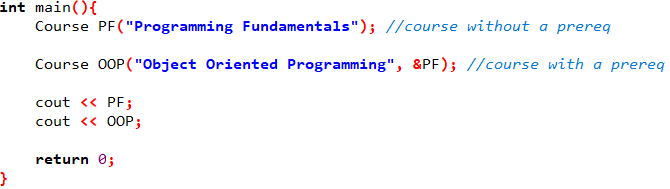 int main(){
Course PF("Programming Fundamentals"); //course without a prereq
Course OOP("Object Oriented Programming", &PF); //course with a prereq
cout << PF;
cout << OOP;
return 0;
}